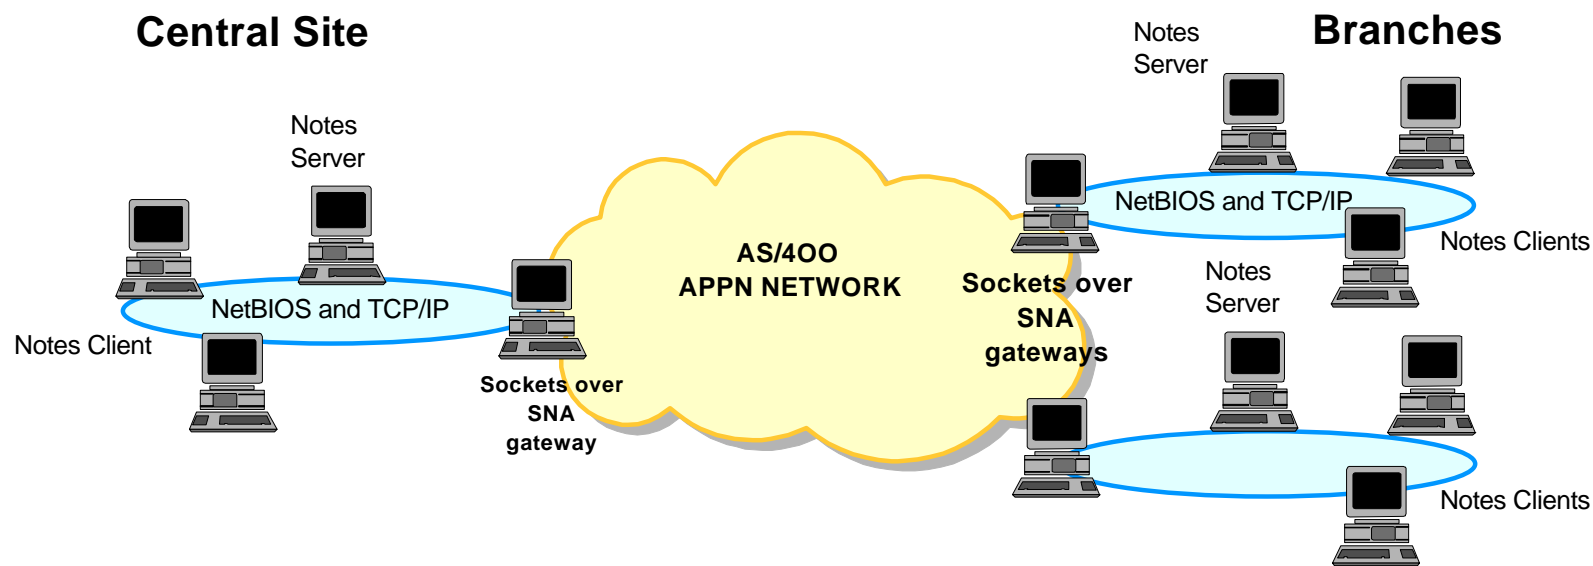 Central Site
Branches
Notes
Server
Notes
Server
NetBIOS and TCP/IP
Notes Client
Sockets over
SNA
gateway
AS/4OO
APPN NETWORK
Sockets over
SNA
gateways
NetBIOS and TCP/IP
Notes Clients
Notes
Server
Notes Clients